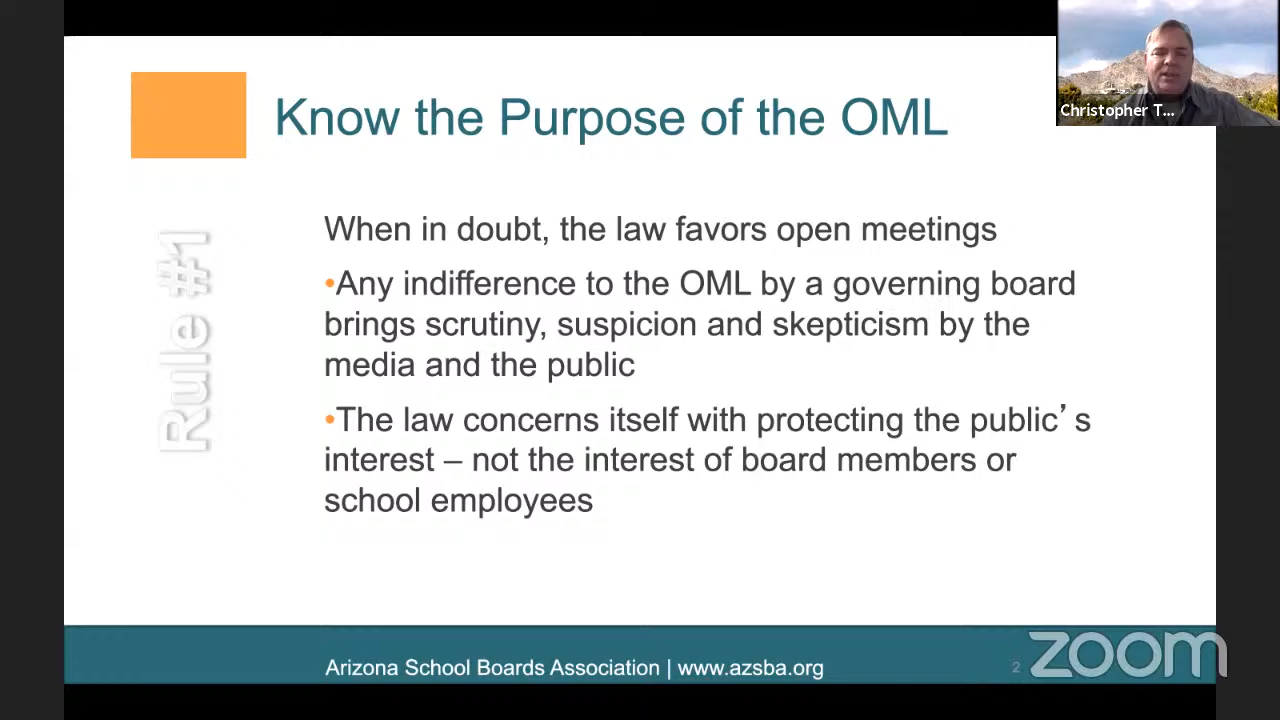 Know the Purpose of the OML
Christopher T...
Rule #1
When in doubt, the law favors open meetings
•Any indifference to the OML by a governing board
brings scrutiny, suspicion and skepticism by the
media and the public
•The law concerns itself with protecting the public’s
interest – not the interest of board members or
school employees
Arizona School Boards Association | www.azsba.org
2
zoom